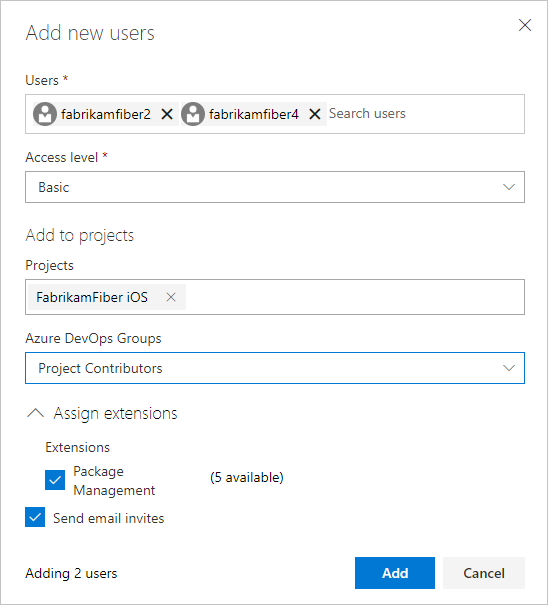 Add new users
Users *
fabrikamfiber2 fabrikamfiber4 Search users
Access level *
Basic
Add to projects
Projects
FabrikamFiber iOS
Azure DevOps Groups
Project Contributors
Assign extensions
Extensions
Package (5 available)
Management
Send email invites
Adding 2 users Add Cancel